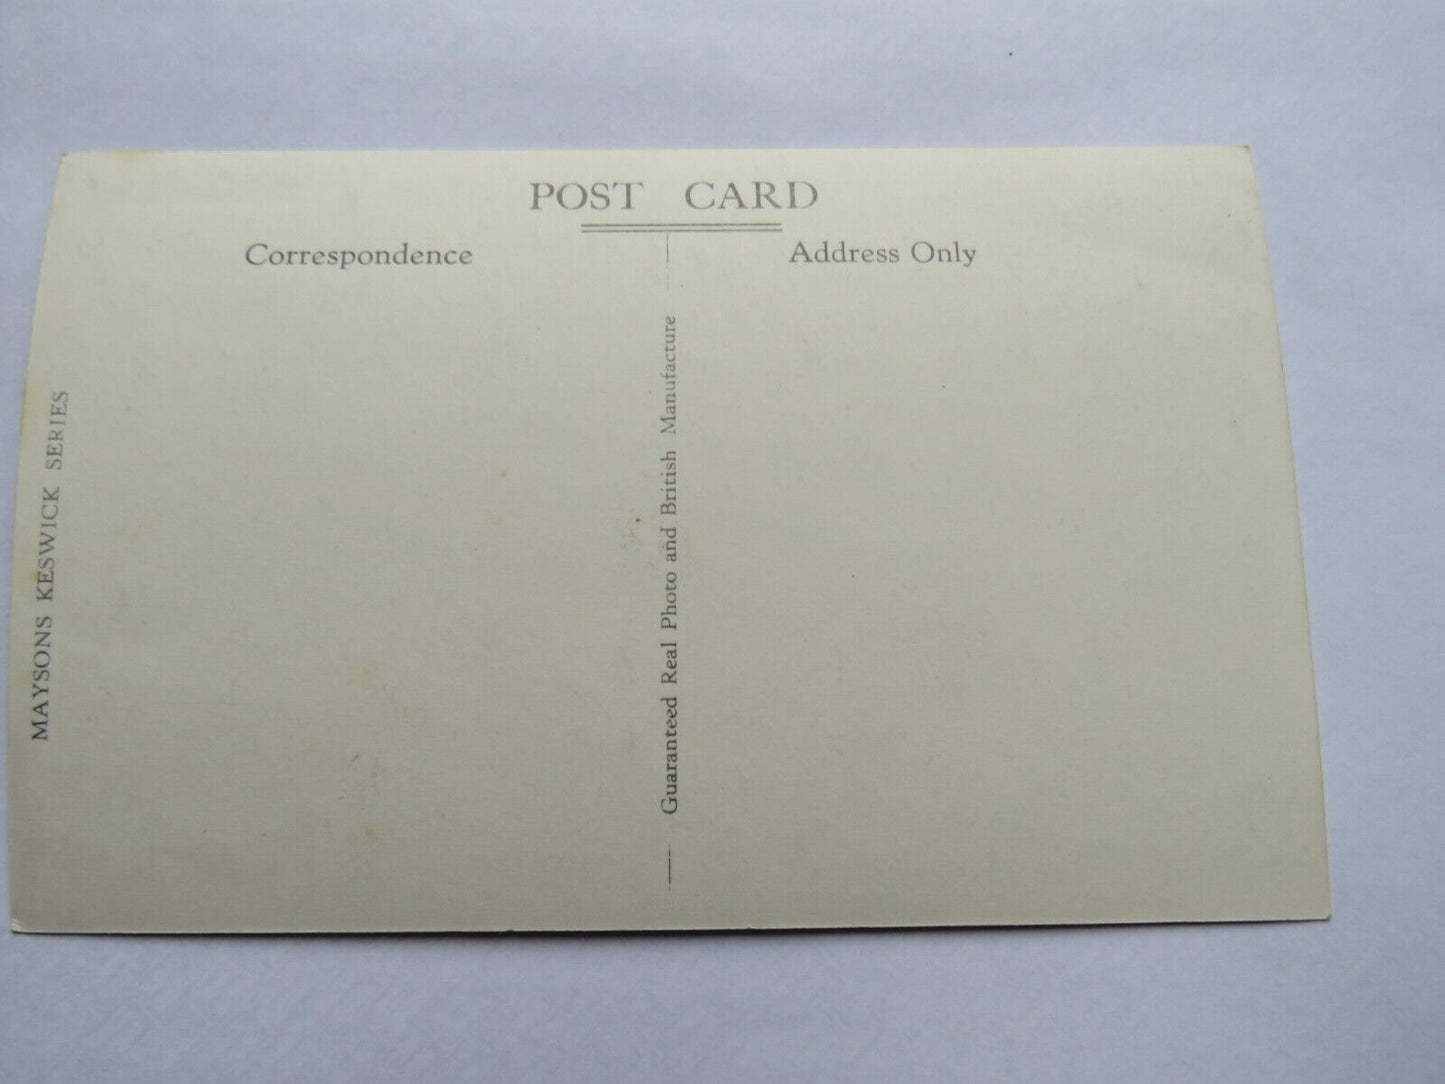 POST CARD
Correspondence
Address Only
MAYSONS KESWICK SERIES
Guaranteed Real Photo and British Manufacture